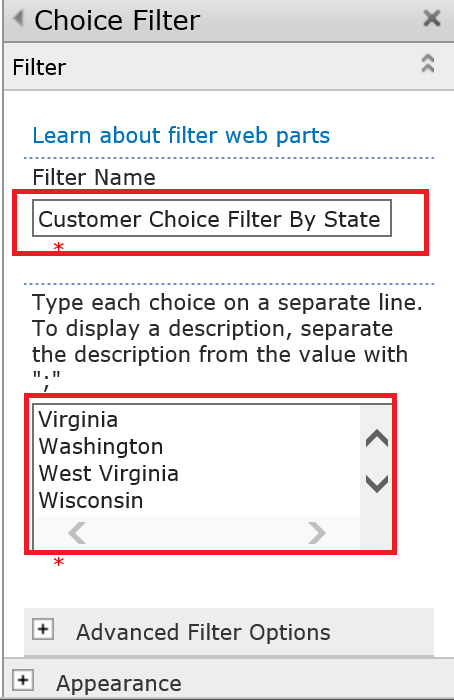 Choice Filter
Filter
Learn about filter web parts
Filter Name
Customer Choice Filter By State
*
Type each choice on a separate line.
To display a description, separate
the description from the value with
";"
Virginia
Washington
West Virginia
Wisconsin
*
Advanced Filter Options
Appearance